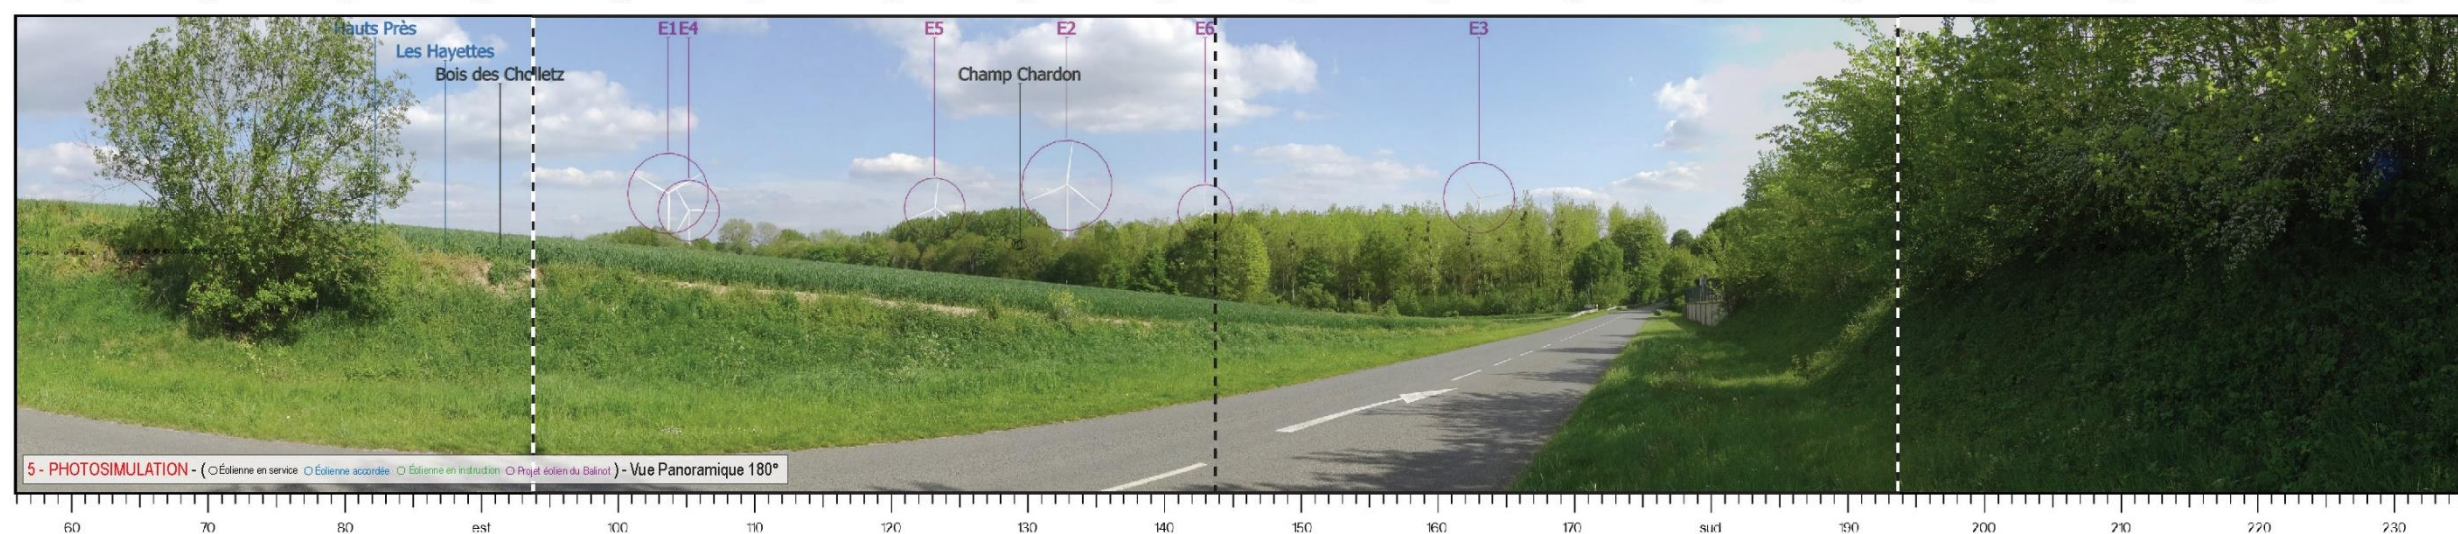 Hauts Près
Les Hayettes
Bois des Cholletz
E1 E4
E5
E2
E6
E3
Champ Chardon
5 - PHOTOSIMULATION - ( Éolienne en service Éolienne accordée Éolienne en instruction Projet éolien du Balinot ) - Vue Panoramique 180°
60 70 80 est 100 110 120 130 140 150 160 170 sud 190 200 210 220 230